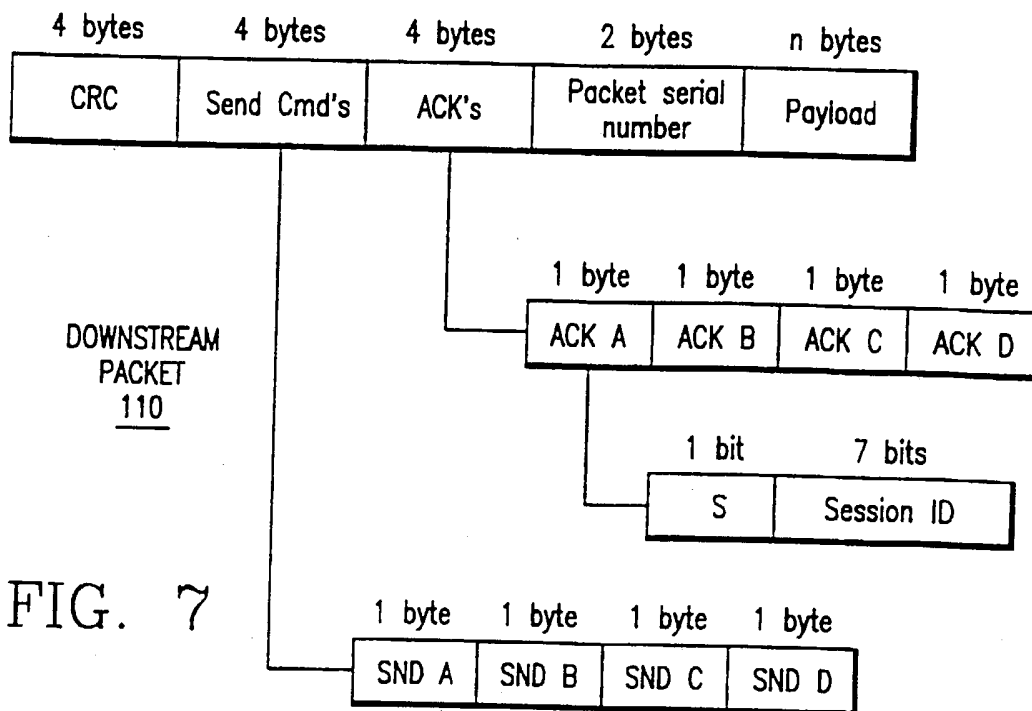 4 bytes 4 bytes 4 bytes 2 bytes n bytes
CRC Send Cmd's ACK's Packet serial number Payload
1 byte 1 byte 1 byte 1 byte
ACK A ACK B ACK C ACK D
DOWNSTREAM
PACKET
110
1 bit 7 bits
S Session ID
FIG. 7
1 byte 1 byte 1 byte 1 byte
SND A SND B SND C SND D